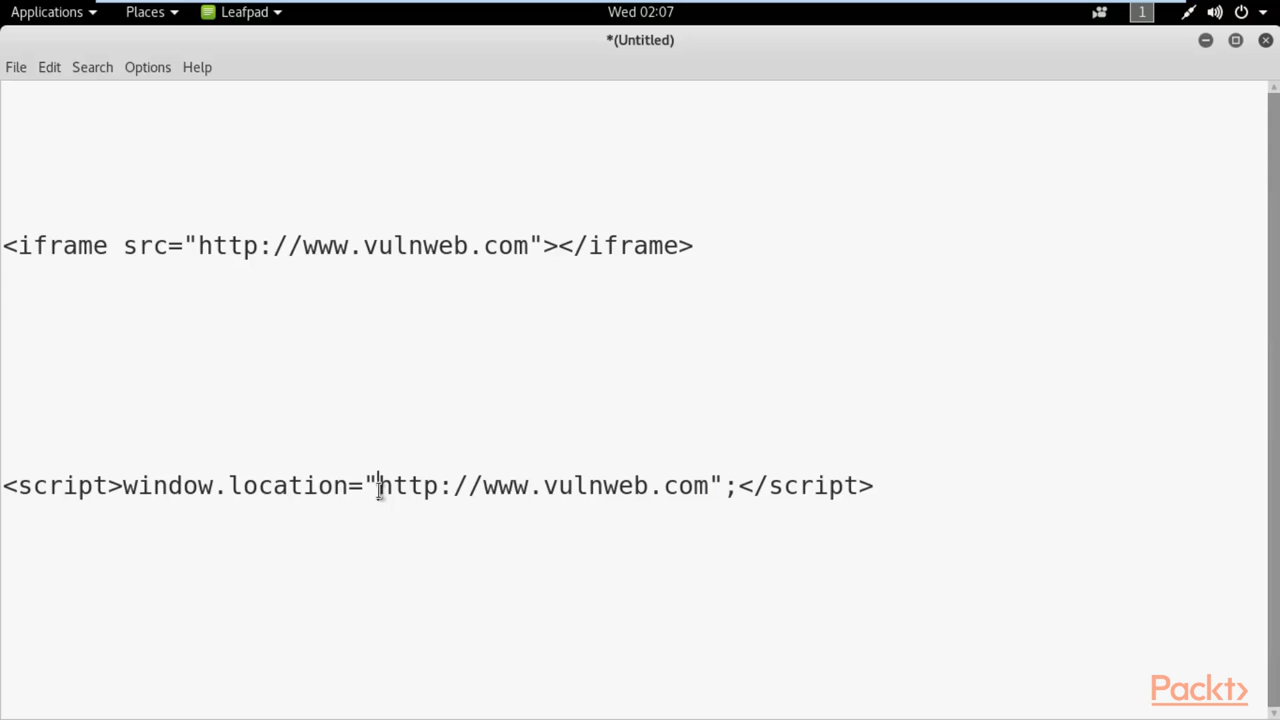 Applications Places Leafpad Wed 02:07 1
*(Untitled)
File Edit Search Options Help
<iframe src="http://www.vulnweb.com"></iframe>
<script>window.location="http://www.vulnweb.com";</script>
Packt>